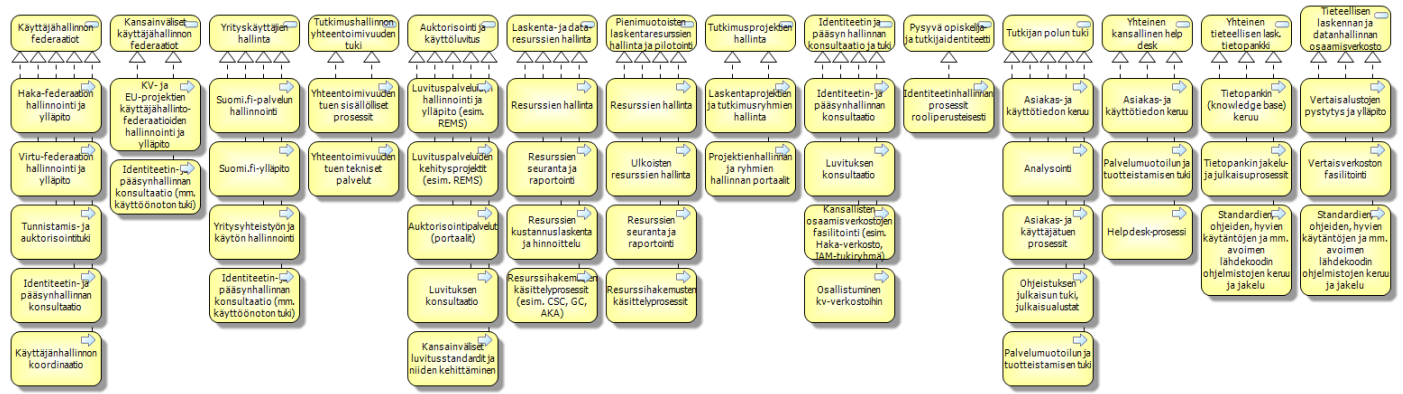 Käyttäjähallinnon
federaatiot
Haka-federaation
hallinnointi ja
ylläpito
Virtu-federaation
hallinnointi ja
ylläpito
Tunnistamis- ja
auktorisointituki
Identiteetin- ja
pääsynhallinnan
konsultaatio
Käyttäjänhallinnon
koordinaatio
Kansainväliset
käyttäjähallinnon
federaatiot
KV- ja
EU-projektien
käyttäjähallinto-
federaatioiden
hallinnointi ja
ylläpito
Identiteetin- ja
pääsynhallinnan
konsultaatio (mm.
käyttöönoton tuki)
Yrityskäyttäjien
hallinta
Suomi.fi-palvelun
hallinnointi
Suomi.fi-ylläpito
Yritysyhteistyön ja
käytön hallinnointi
Identiteetin- ja
pääsynhallinnan
konsultaatio (mm.
käyttöönoton tuki)
Tutkimushallinnon
yhteentoimivuuden
tuki
Yhteentoimivuuden
tuen sisällölliset
prosessit
Yhteentoimivuuden
tuen tekniset
palvelut
Auktorisointi ja
käyttöluvitus
Luvituspalveluiden
hallinnointi ja
ylläpito (esim.
REMS)
Luvituspalveluiden
kehitysprojektit
(esim. REMS)
Auktorisointipalvelut
(portaalit)
Luvituksen
konsultaatio
Kansainväliset
luvitusstandardit ja
niiden kehittäminen
Laskenta- ja data-
resurssien hallinta
Resurssien hallinta
Resurssien
seuranta ja
raportointi
Resurssien
kustannuslaskenta
ja hinnoittelu
Resurssihakemusten
käsittelyprosessit
(esim. CSC, GC,
AKA)
Pienimuotoisten
laskentaresurssien
hallinta ja pilotointi
Resurssien hallinta
Ulkoisten
resurssien hallinta
Resurssien
seuranta ja
raportointi
Resurssihakemusten
käsittelyprosessit
Tutkimusprojektien
hallinta
Laskentaprojektien
ja tutkimusryhmien
hallinta
Projektienhallinnan
ja ryhmien
hallinnan portaalit
Identiteetin ja
pääsyn hallinnan
konsultaatio ja tuki
Identiteetin- ja
pääsynhallinnan
konsultaatio
Luvituksen
konsultaatio
Kansallisten
osaamisverkostojen
fasilitointi (esim.
Haka-verkosto,
IAM-tukiryhmä)
Osallistuminen
kv-verkostoihin
Pysyvä opiskelija-
ja tutkijaidentiteetti
Identiteetinhallinnan
prosessit
rooliperusteisesti
Tutkijan polun tuki
Asiakas- ja
käyttötiedon keruu
Analysointi
Asiakas- ja
käyttäjätuen
prosessit
Ohjeistuksen
julkaisun tuki,
julkaisualustat
Palvelumuotoilun ja
tuotteistamisen tuki
Yhteinen
kansallinen help
desk
Asiakas- ja
käyttötiedon keruu
Palvelumuotoilun ja
tuotteistamisen tuki
Helpdesk-prosessi
Yhteinen
tieteellisen lask.
tietopankki
Tietopankin
(knowledge base)
keruu
Tietopankin jakelu-
ja julkaisuprosessit
Standardien,
ohjeiden, hyvien
käytäntöjen ja mm.
avoimen
lähdekoodin
ohjelmistojen keruu
ja jakelu
Tieteellisen
laskennan ja
datanhallinnan
osaamisverkosto
Vertaisalustojen
pystytys ja ylläpito
Vertaisverkoston
fasilitointi
Standardien,
ohjeiden, hyvien
käytäntöjen ja mm.
avoimen
lähdekoodin
ohjelmistojen keruu
ja jakelu